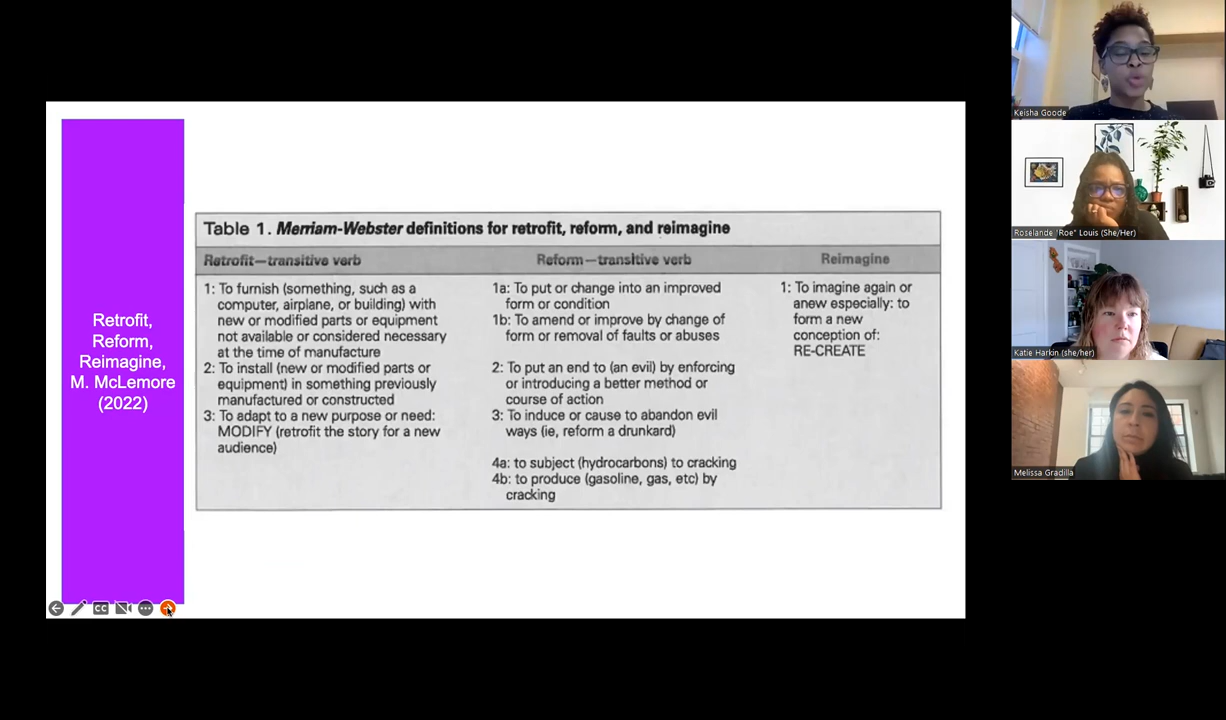 Retrofit,
Reform,
Reimagine,
M. McLemore
(2022)
Table 1. Merriam-Webster definitions for retrofit, reform, and reimagine
Retrofit—transitive verb
1: To furnish (something, such as a
computer, airplane, or building) with
new or modified parts or equipment
not available or considered necessary
at the time of manufacture
2: To install (new or modified parts or
equipment) in something previously
manufactured or constructed
3: To adapt to a new purpose or need:
MODIFY (retrofit the story for a new
audience)
Reform—transitive verb
1a: To put or change into an improved
form or condition
1b: To amend or improve by change of
form or removal of faults or abuses
2: To put an end to (an evil) by enforcing
or introducing a better method or
course of action
3: To induce or cause to abandon evil
ways (ie, reform a drunkard)
4a: to subject (hydrocarbons) to cracking
4b: to produce (gasoline, gas, etc) by
cracking
Reimagine
1: To imagine again or
anew especially: to
form a new
conception of:
RE-CREATE
CC
Keisha Goode
Roselande "Roe" Louis (She/Her)
Katie Harkin (she/her)
Melissa Gradilla